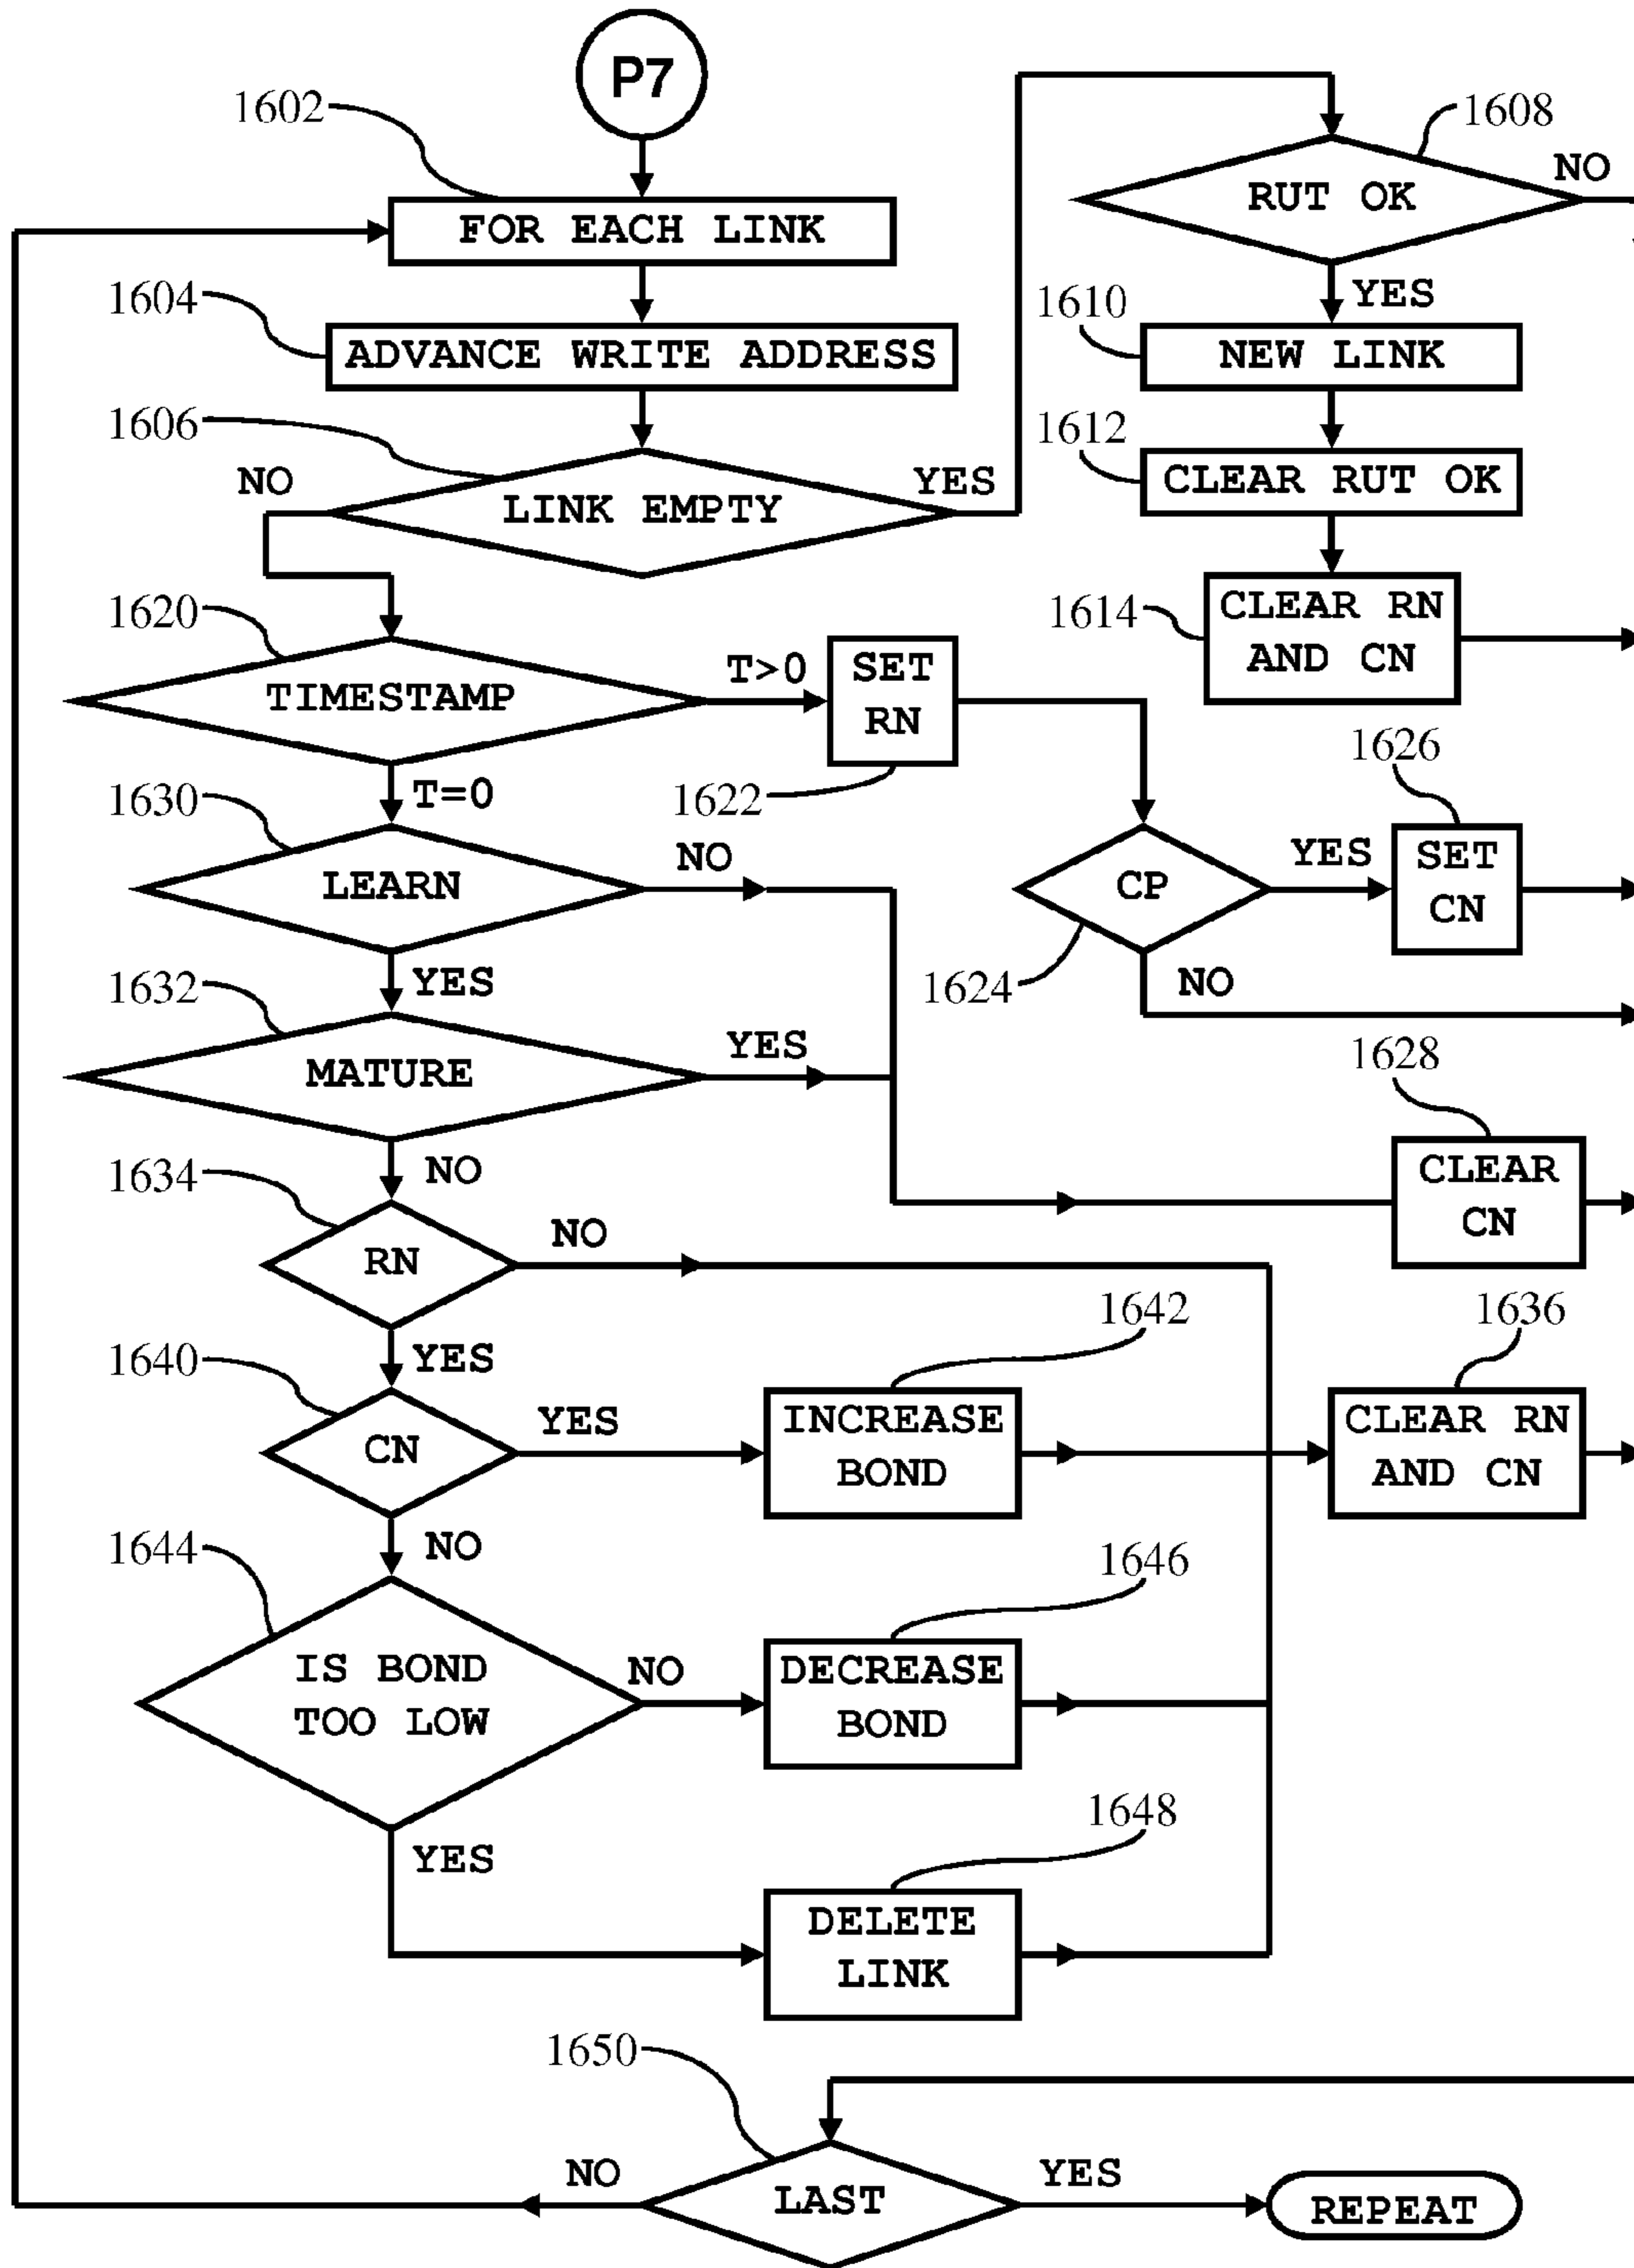 P7
1602
FOR EACH LINK
1604
ADVANCE WRITE ADDRESS
1606
NO
LINK EMPTY
YES
1608
RUT OK
NO
YES
1610
NEW LINK
1612
CLEAR RUT OK
1614
CLEAR RN
AND CN
1620
TIMESTAMP
T>0
SET
RN
1622
T=0
1630
LEARN
NO
YES
CP
1624
YES
NO
1626
SET
CN
1632
MATURE
YES
NO
1628
CLEAR
CN
1634
RN
NO
YES
1640
CN
YES
NO
1642
INCREASE
BOND
1636
CLEAR RN
AND CN
1644
IS BOND
TOO LOW
NO
YES
1646
DECREASE
BOND
1648
DELETE
LINK
1650
NO
LAST
YES
REPEAT